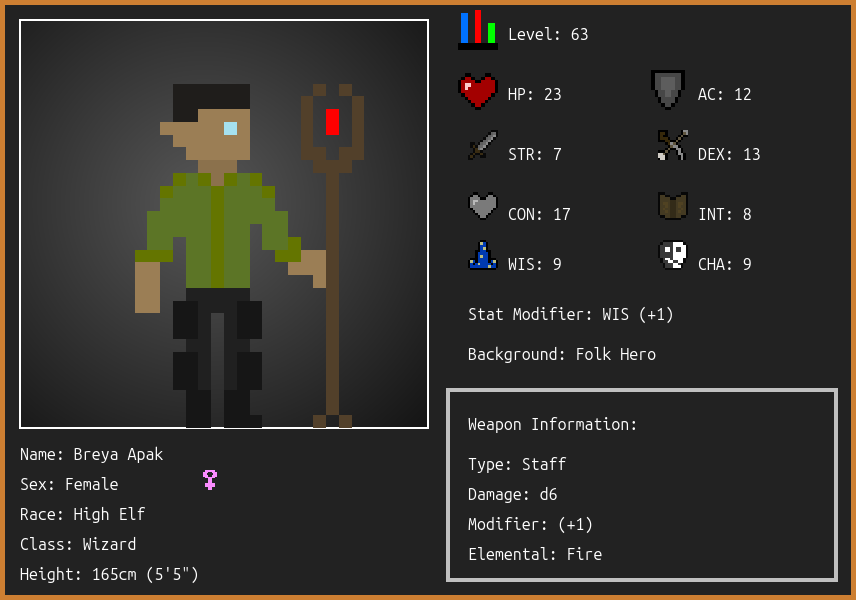 Level: 63
HP: 23
AC: 12
STR: 7
DEX: 13
CON: 17
INT: 8
WIS: 9
CHA: 9
Stat Modifier: WIS (+1)
Background: Folk Hero
Weapon Information:
Type: Staff
Damage: d6
Modifier: (+1)
Elemental: Fire
Name: Breya Apak
Sex: Female
Race: High Elf
Class: Wizard
Height: 165cm (5'5")